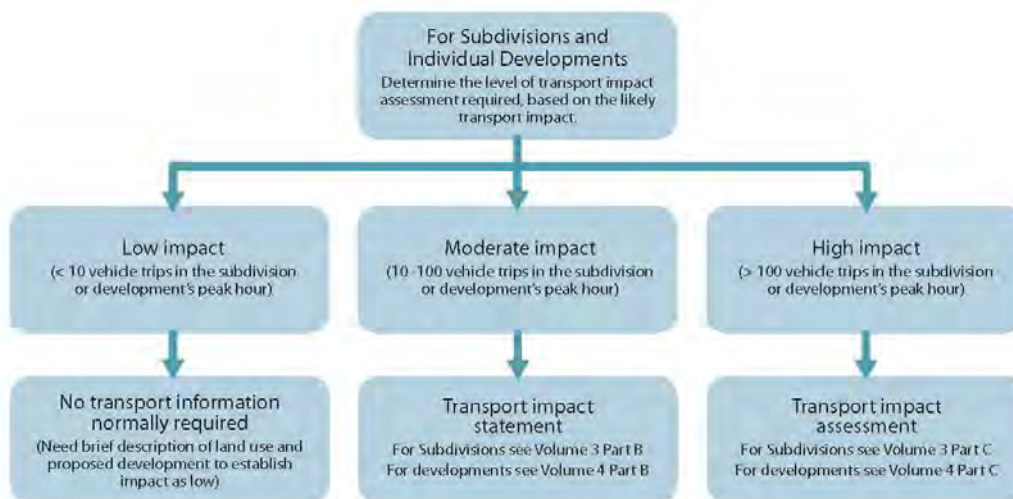 For Subdivisions and
Individual Developments
Determine the level of transport impact
assessment required, based on the likely
transport impact.
Low impact
(< 10 vehicle trips in the subdivision
or development's peak hour)
Moderate impact
(10 -100 vehicle trips in the subdivision
or development's peak hour)
High impact
(> 100 vehicle trips in the subdivision
or development's peak hour)
No transport information
normally required
(Need brief description of land use and
proposed development to establish
impact as low)
Transport impact
statement
For Subdivisions see Volume 3 Part B
For developments see Volume 4 Part B
Transport impact
assessment
For Subdivisions see Volume 3 Part C
For developments see Volume 4 Part C